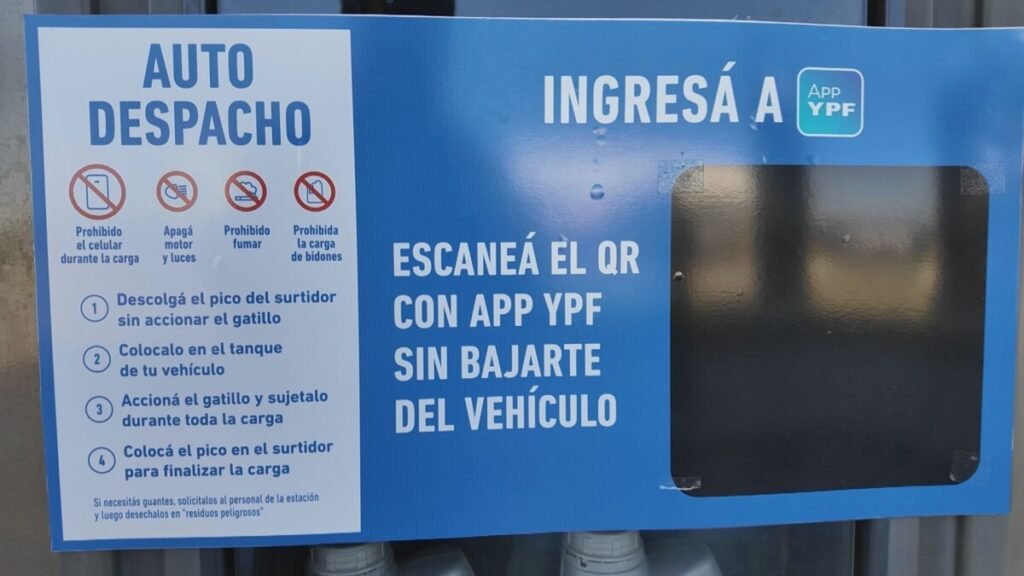 AUTO
DESPACHO
Prohibido
el celular
durante la carga
Apagá
motor
y luces
Prohibido
fumar
Prohibida
la carga
de bidones
1 Descolgá el pico del surtidor
sin accionar el gatillo
2 Colocalo en el tanque
de tu vehículo
3 Accioná el gatillo y sujetalo
durante toda la carga
4 Colocá el pico en el surtidor
para finalizar la carga
Si necesitás guantes, solicitalos al personal de la estación
y luego desechalos en "residuos peligrosos"
INGRESÁ A
APP
YPF
ESCANEÁ EL QR
CON APP YPF
SIN BAJARTE
DEL VEHÍCULO